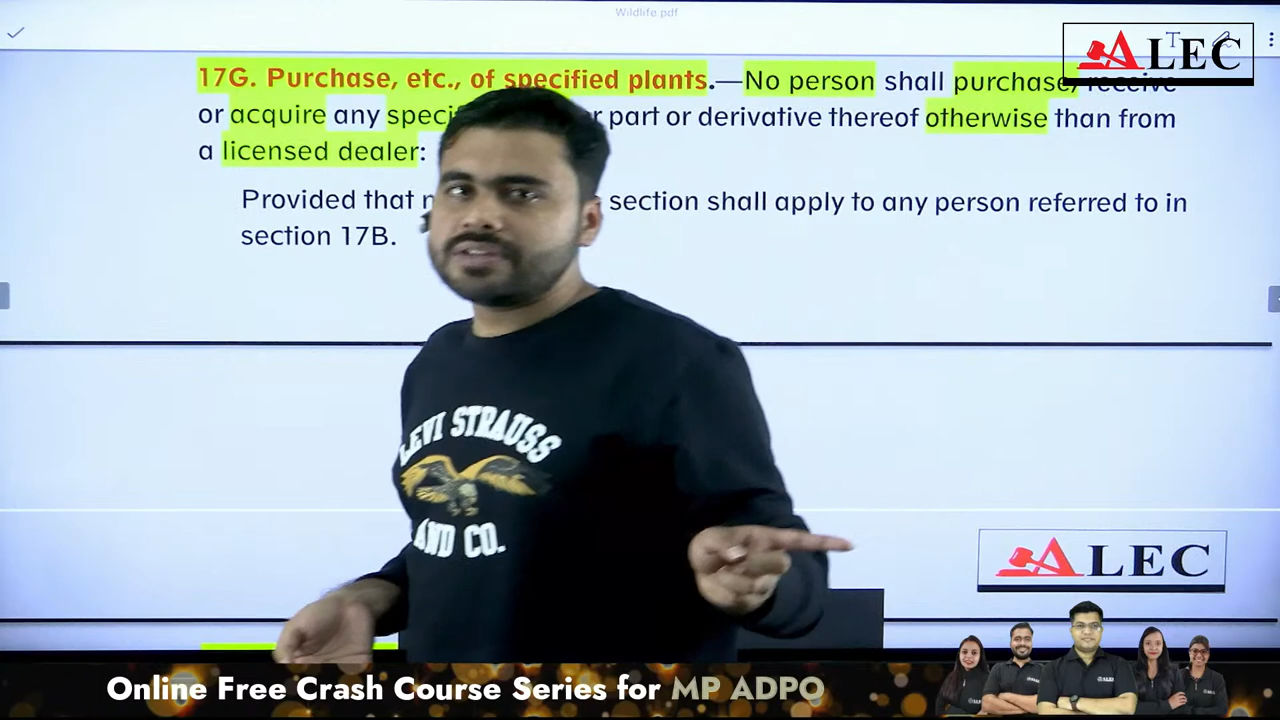 Wildlife.pdf
ALEC
17G. Purchase, etc., of specified plants.—No person shall purchase, receive
or acquire any specif r part or derivative thereof otherwise than from
a licensed dealer:
Provided that n section shall apply to any person referred to in
section 17B.
LEVI STRAUSS
AND CO.
ALEC
Online Free Crash Course Series for MP ADPO